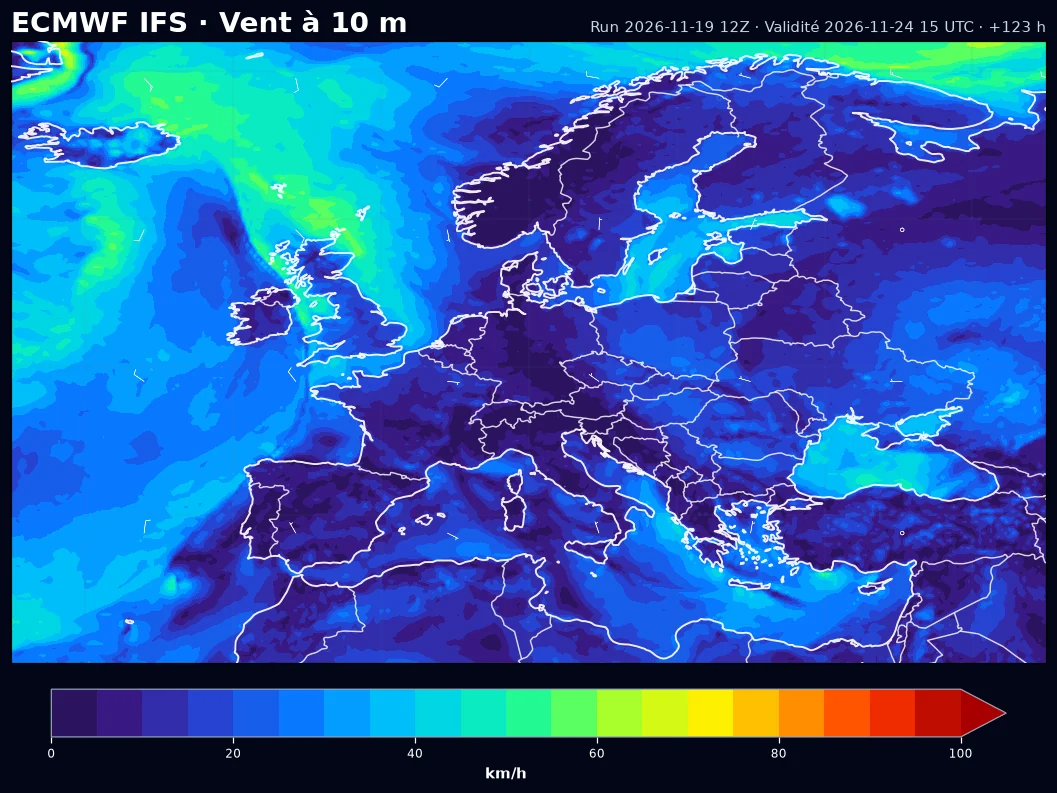 ECMWF IFS · Vent à 10 m
Run 2026-11-19 12Z · Validité 2026-11-24 15 UTC · +123 h
0 20 40 60 80 100
km/h